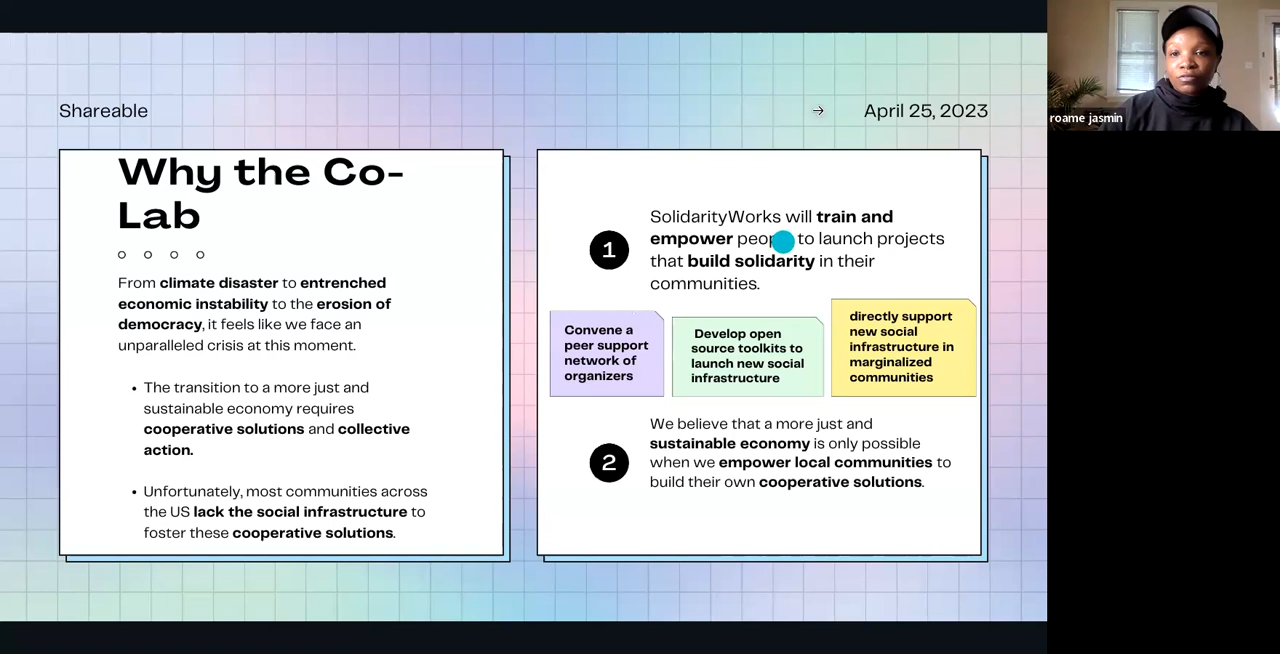 Shareable
→
April 25, 2023
roame jasmin
Why the Co-
Lab
From climate disaster to entrenched
economic instability to the erosion of
democracy, it feels like we face an
unparalleled crisis at this moment.
• The transition to a more just and
sustainable economy requires
cooperative solutions and collective
action.
• Unfortunately, most communities across
the US lack the social infrastructure to
foster these cooperative solutions.
1
SolidarityWorks will train and
empower to launch projects
that build solidarity in their
communities.
Convene a
peer support
network of
organizers
Develop open
source toolkits to
launch new social
infrastructure
directly support
new social
infrastructure in
marginalized
communities
2
We believe that a more just and
sustainable economy is only possible
when we empower local communities to
build their own cooperative solutions.